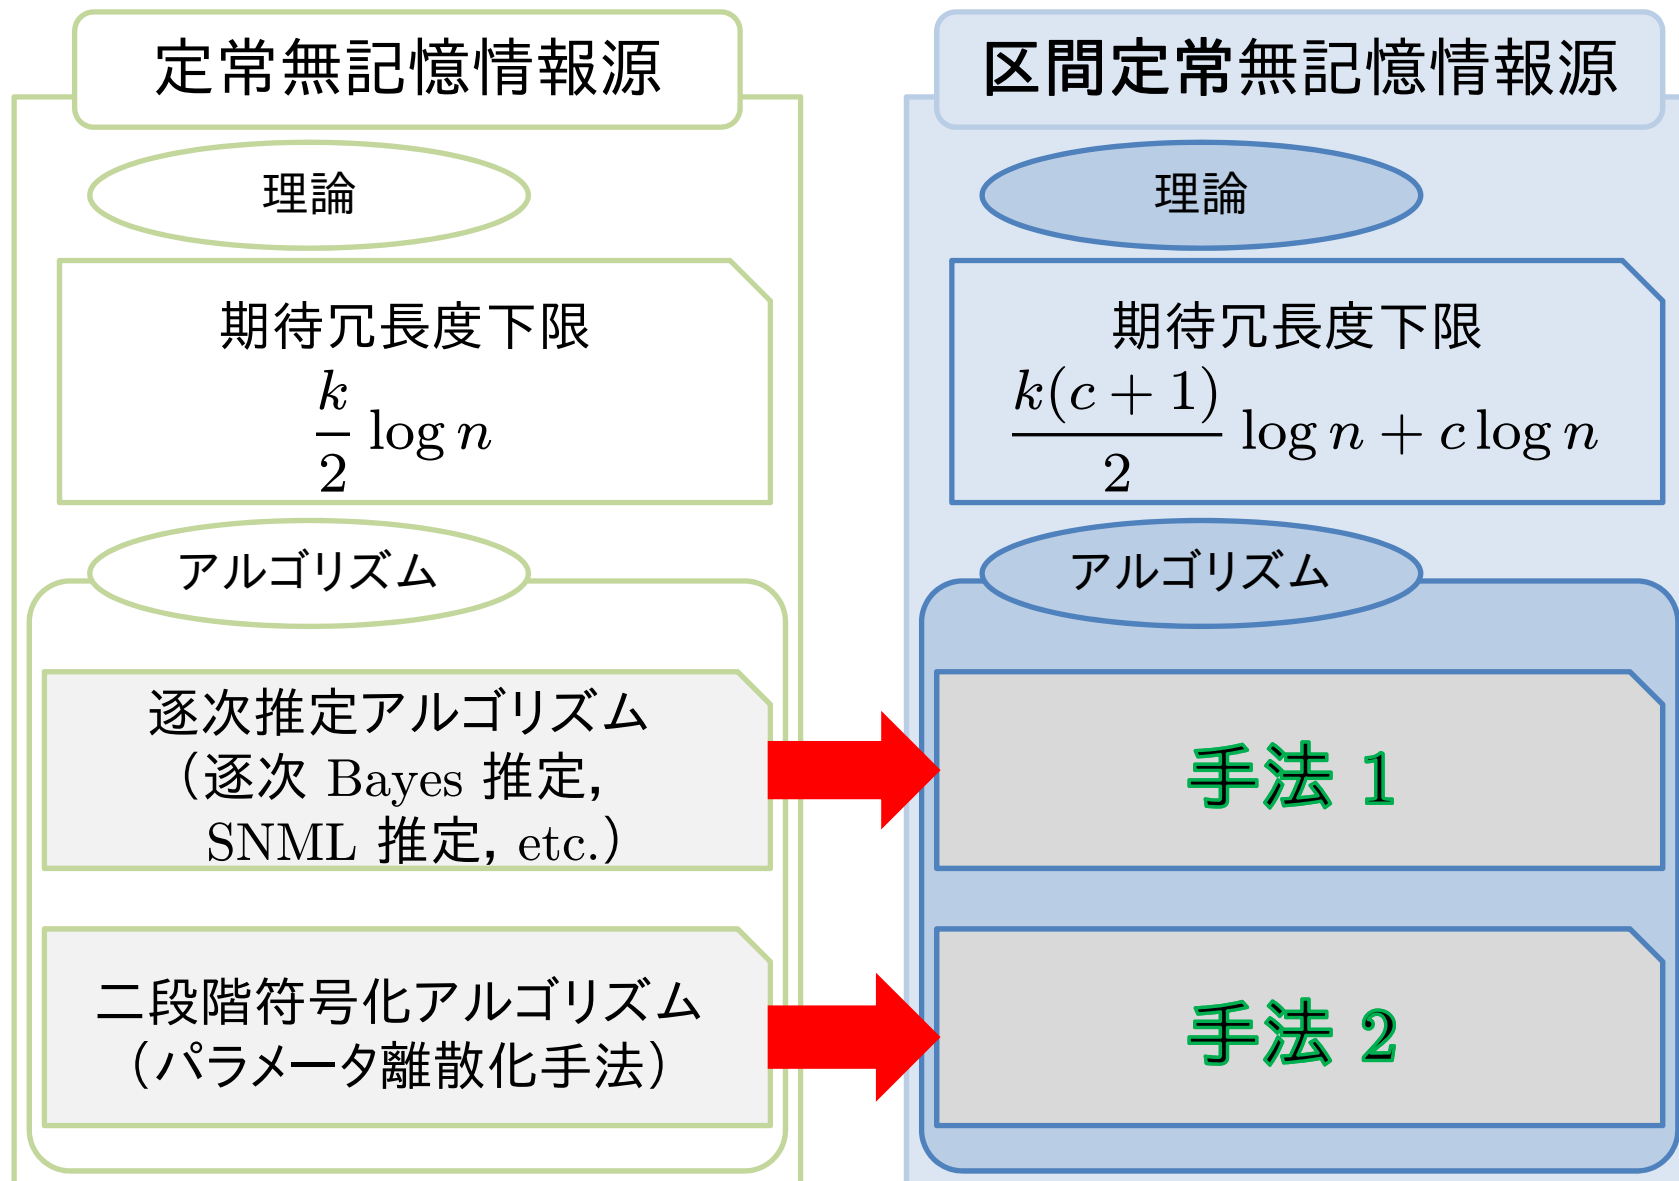 定常無記憶情報源
理論
期待冗長度下限
k/2 log n
アルゴリズム
逐次推定アルゴリズム
（逐次 Bayes 推定,
SNML 推定, etc.）
二段階符号化アルゴリズム
（パラメータ離散化手法）
区間定常無記憶情報源
理論
期待冗長度下限
k(c + 1)/2 log n + c log n
アルゴリズム
手法 1
手法 2